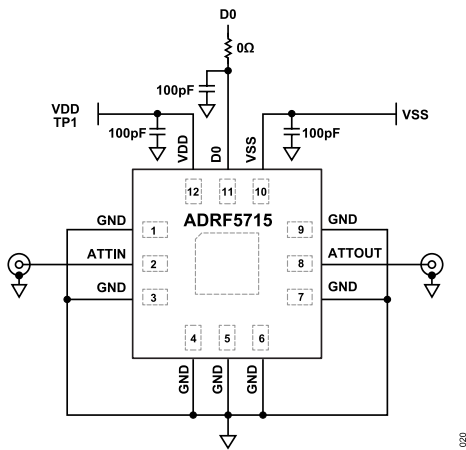 D0
0Ω
100pF
VDD
TP1
100pF
100pF
VSS
VDD
D0
VSS
12
11
10
ADRF5715
GND
1
9
GND
ATTIN
2
8
ATTOUT
GND
3
7
GND
4
5
6
GND
GND
GND
020